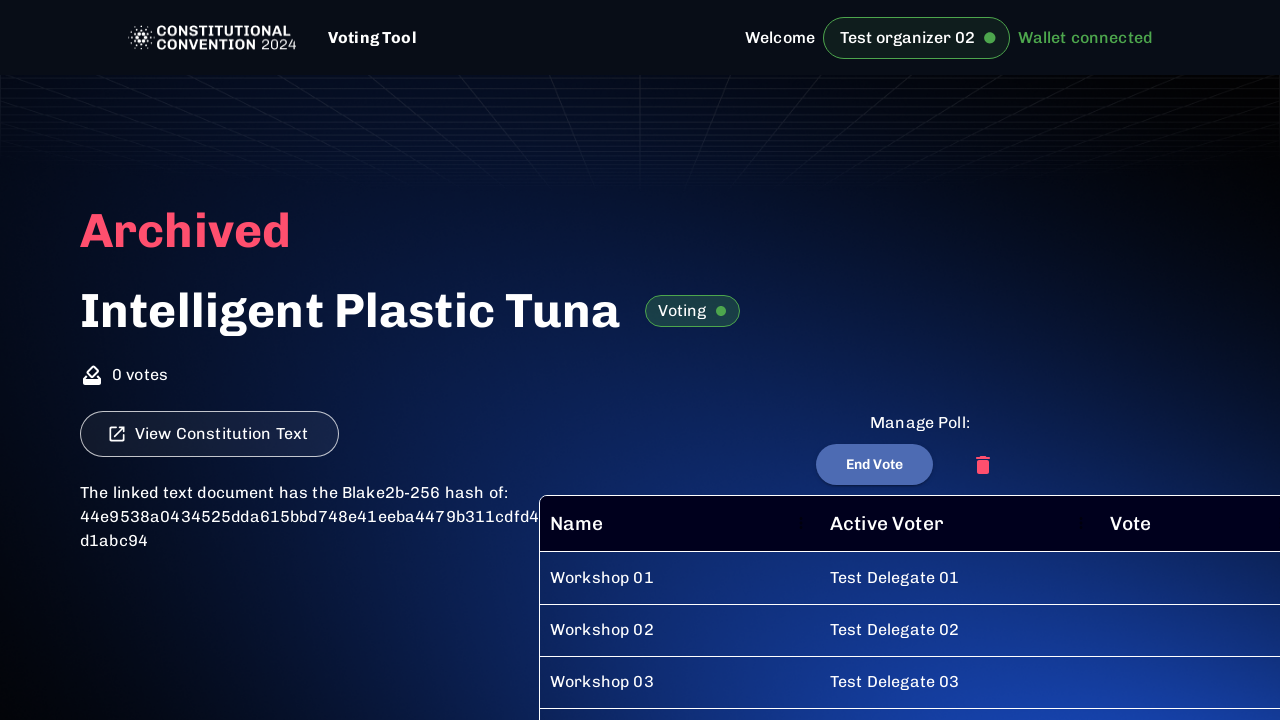 CONSTITUTIONAL
CONVENTION 2024
Voting Tool
Welcome
Test organizer 02
Wallet connected
Archived
Intelligent Plastic Tuna
Voting
0 votes
View Constitution Text
Manage Poll:
End Vote
The linked text document has the Blake2b-256 hash of:
44e9538a0434525dda615bbd748e41eeba4479b311cdfd4
d1abc94
Name Active Voter Vote
Workshop 01 Test Delegate 01
Workshop 02 Test Delegate 02
Workshop 03 Test Delegate 03